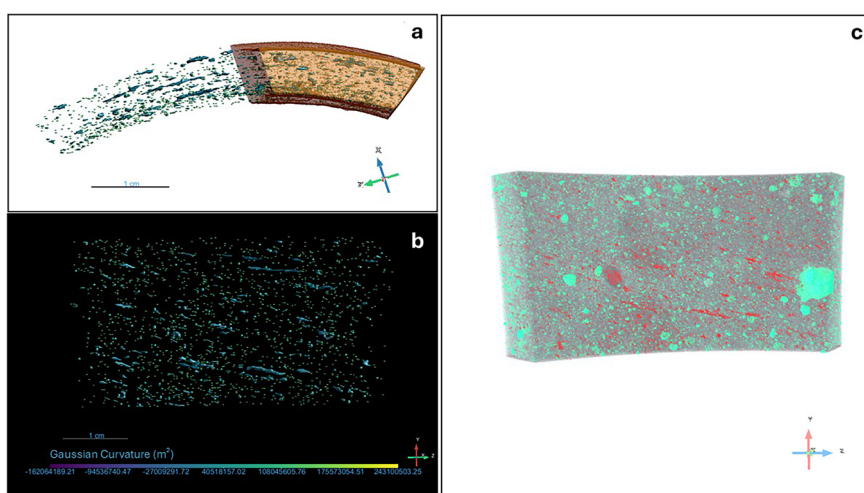 a
X
Z
1 cm
b
1 cm
Y
Z
Gaussian Curvature (m²)
-162064189.21 -94536740.47 -27009291.72 40518157.02 108045605.76 175573054.51 243100503.25
c
Y
Z